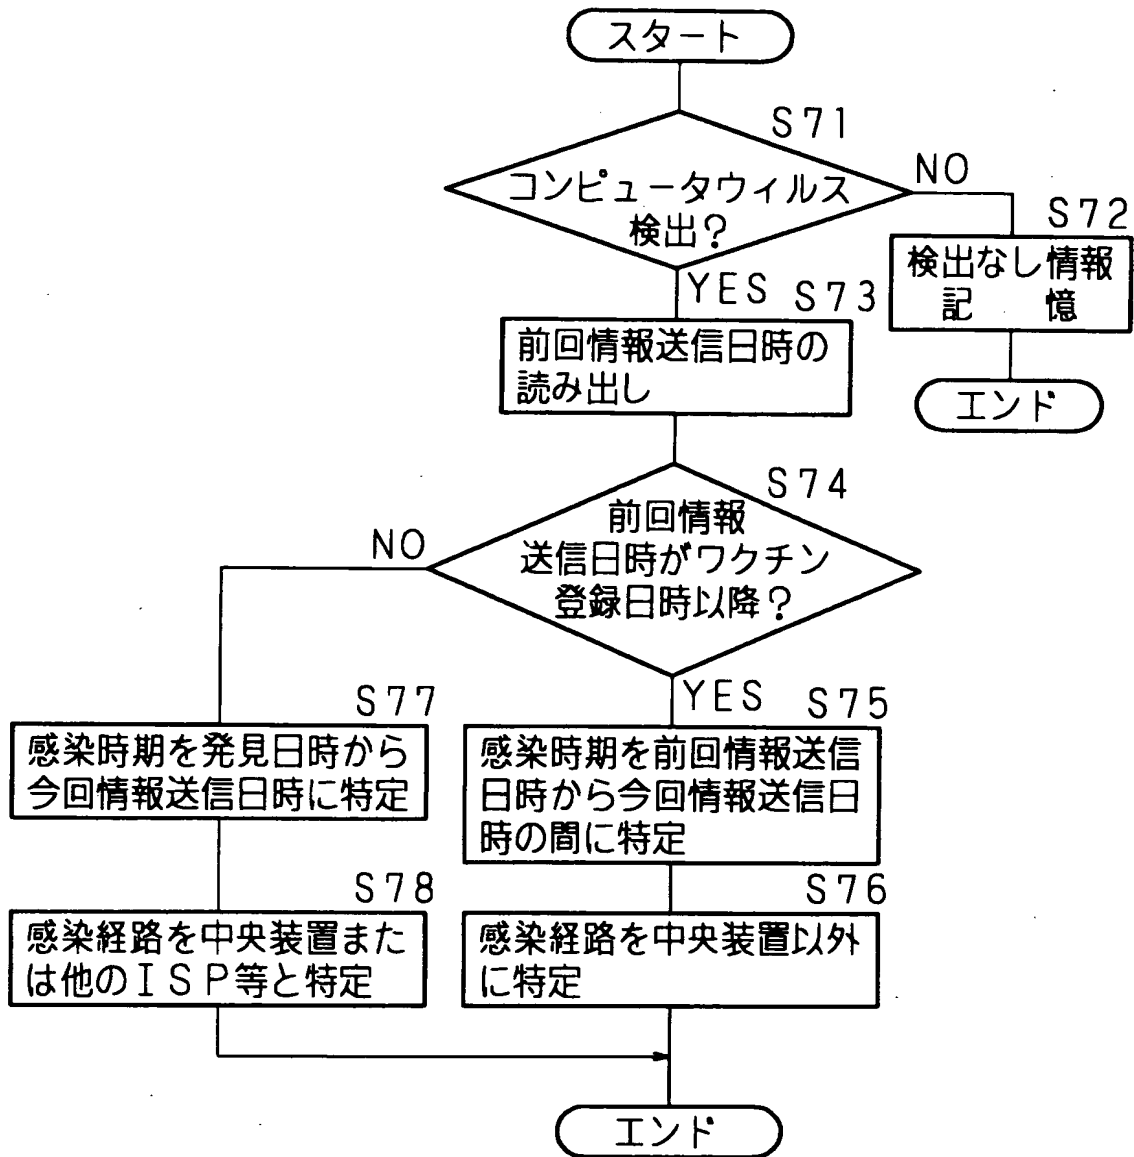 スタート
S71
コンピュータウィルス
検出?
NO
S72
検出なし情報
記 憶
エンド
YES
S73
前回情報送信日時の
読み出し
S74
前回情報
送信日時がワクチン
登録日時以降?
NO
YES
S77
感染時期を発見日時から
今回情報送信日時に特定
S75
感染時期を前回情報送信
日時から今回情報送信日
時の間に特定
S78
感染経路を中央装置また
は他のISP等と特定
S76
感染経路を中央装置以外
に特定
エンド